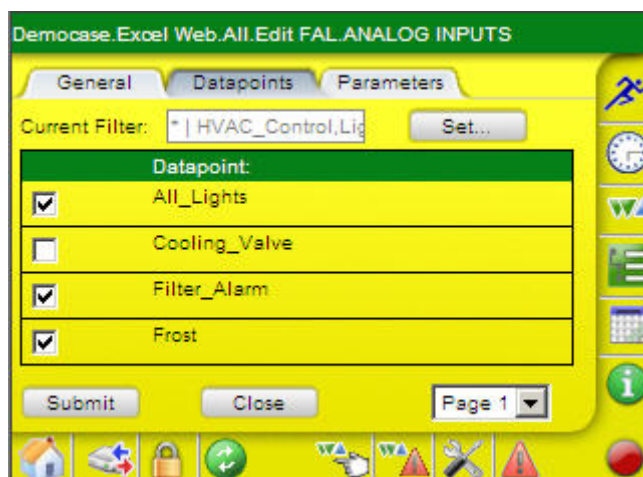 Democase.Excel Web.All.Edit FAL.ANALOG INPUTS
General Datapoints Parameters
Current Filter: * | HVAC_Control,Lig Set...
Datapoint:
All_Lights
Cooling_Valve
Filter_Alarm
Frost
Submit Close Page 1